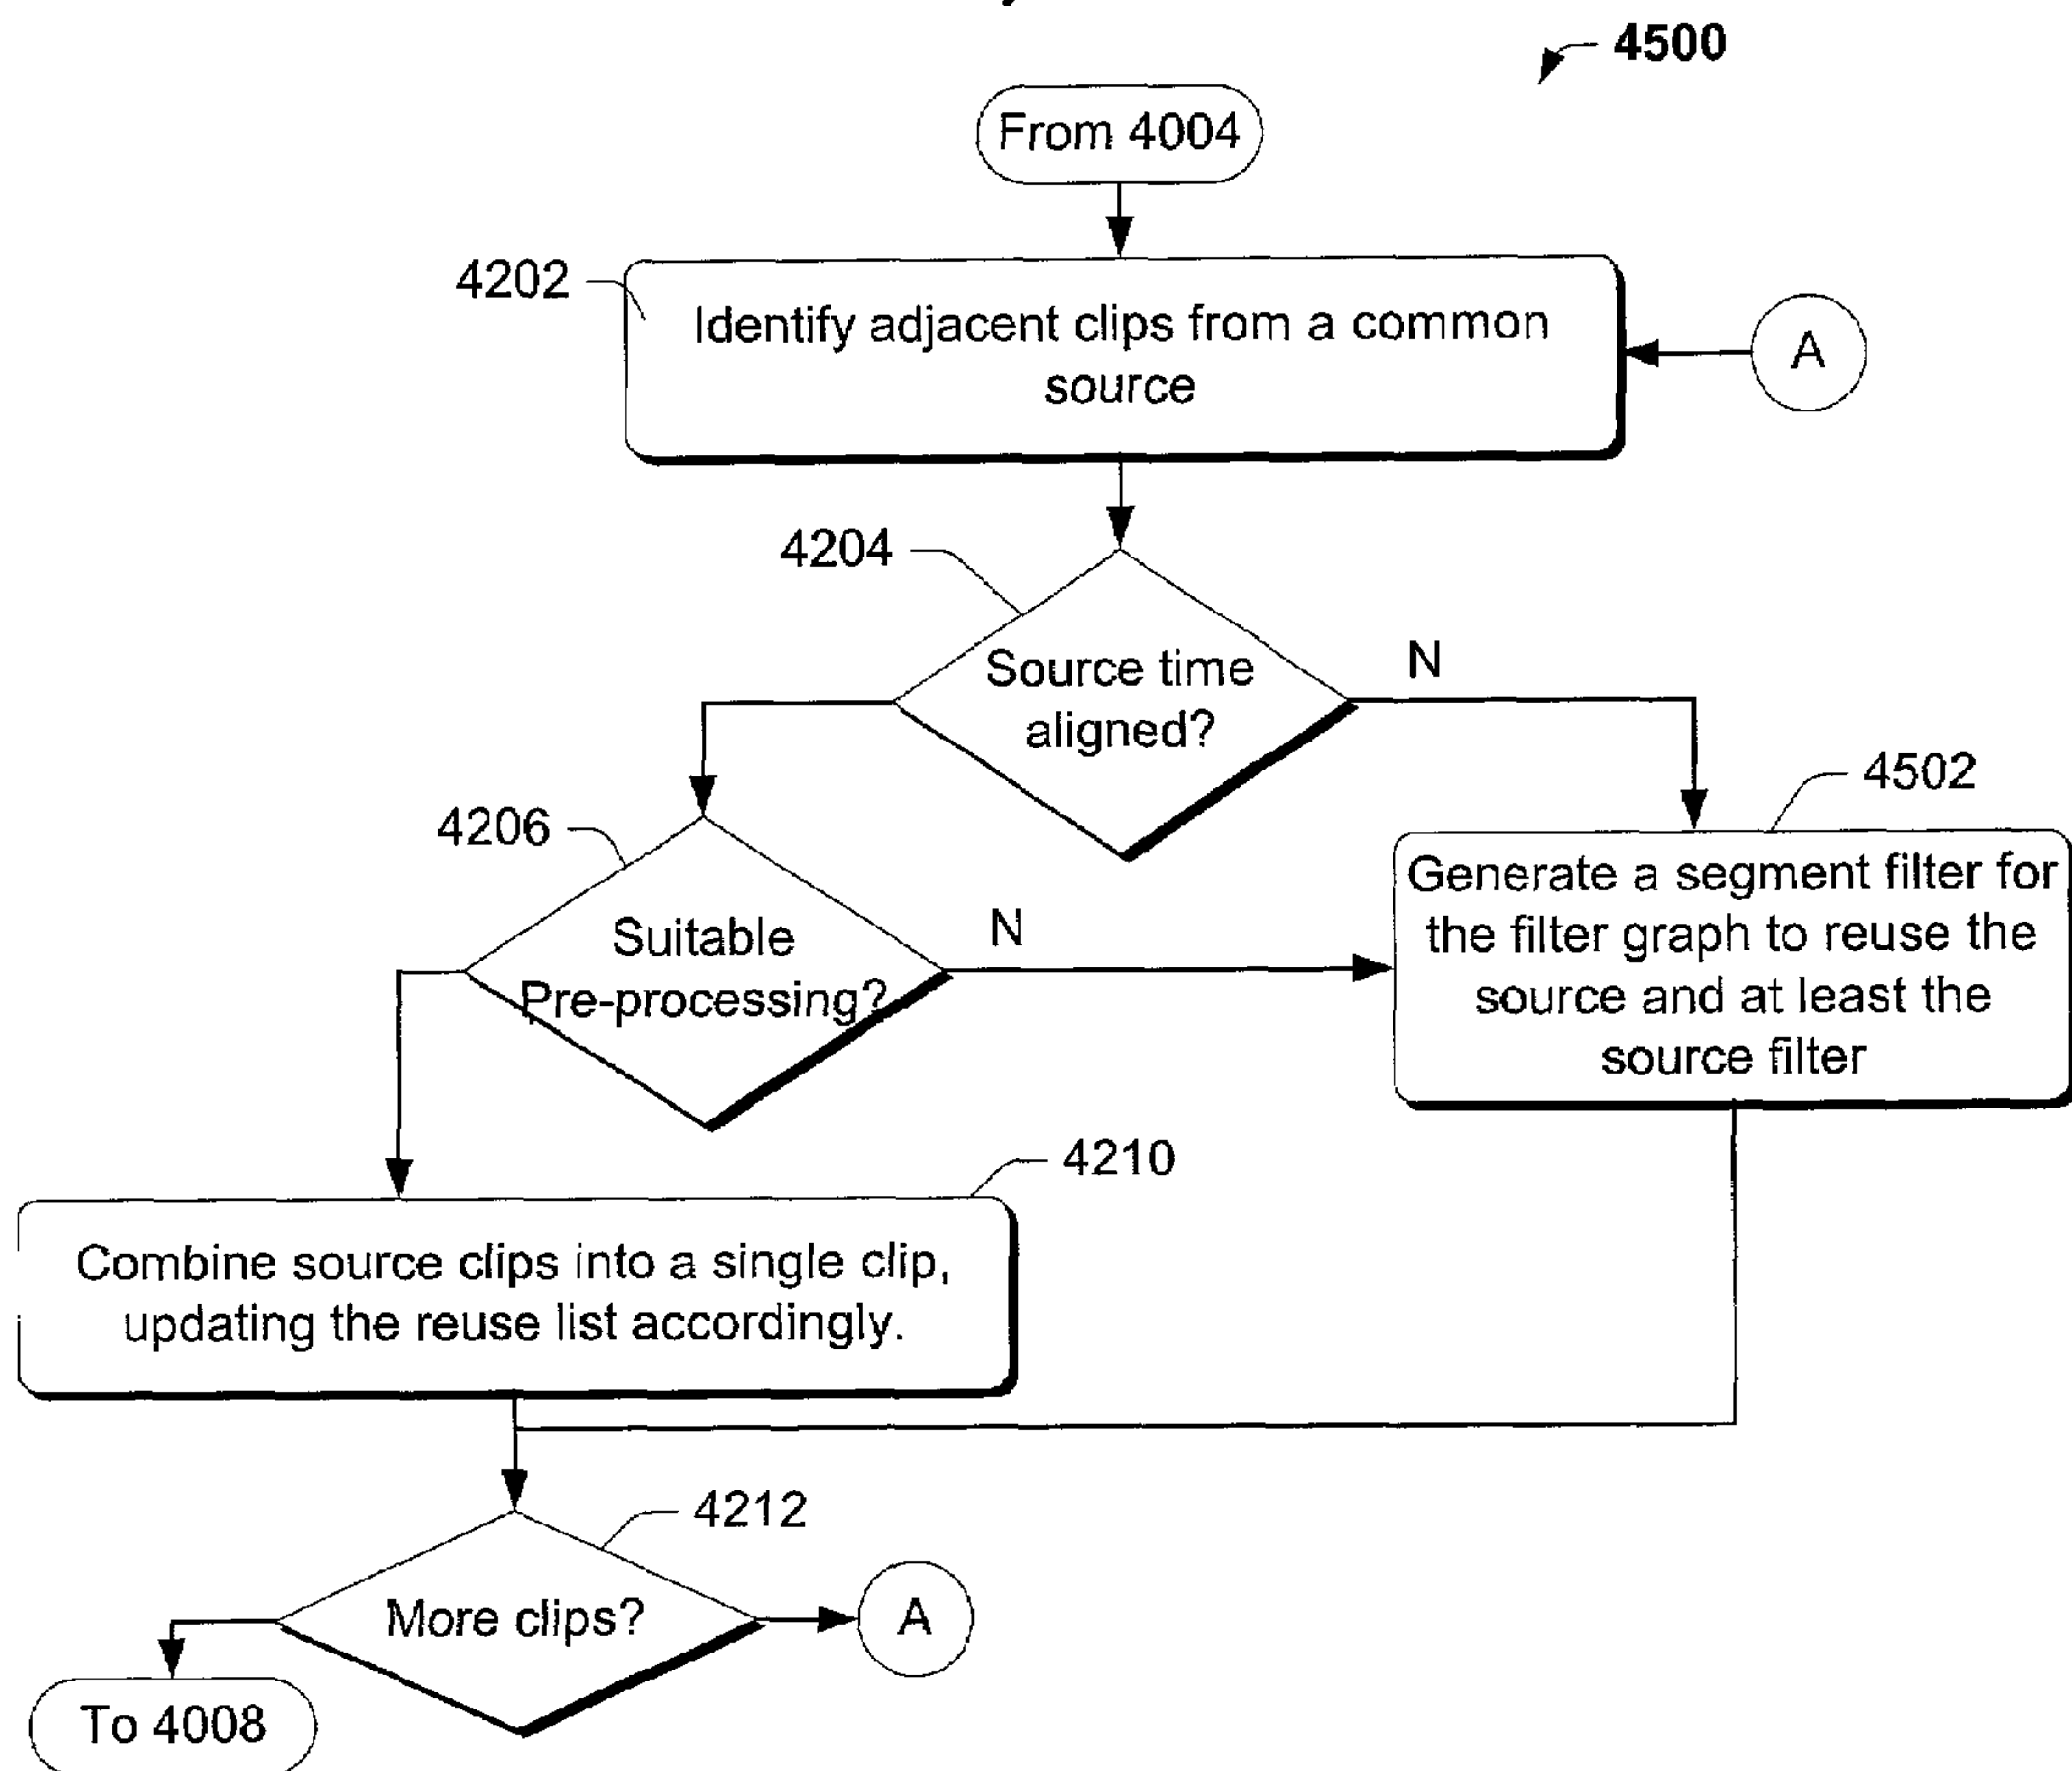 4500
From 4004
4202
Identify adjacent clips from a common
source
A
4204
Source time
aligned?
N
4502
4206
Suitable
Pre-processing?
N
Generate a segment filter for
the filter graph to reuse the
source and at least the
source filter
4210
Combine source clips into a single clip,
updating the reuse list accordingly.
4212
More clips?
A
To 4008